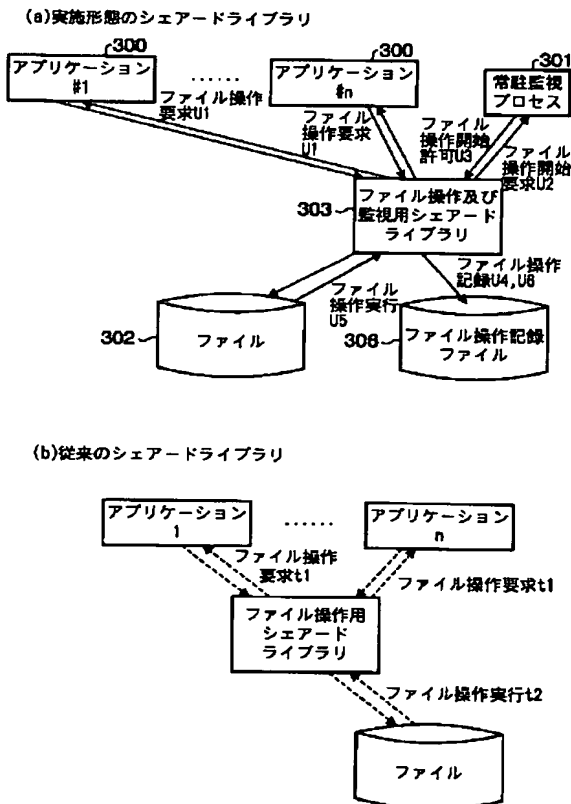 (a)実施形態のシェアードライブラリ
300
アプリケーション
#1
......
300
アプリケーション
#n
301
常駐監視
プロセス
ファイル操作
要求U1
ファイル
操作要求
U1
ファイル
操作開始
許可U3
ファイル
操作開始
要求U2
303
ファイル操作及び
監視用シェアード
ライブラリ
ファイル
操作実行
U5
ファイル操作
記録U4,U6
302
ファイル
306
ファイル操作記録
ファイル
(b)従来のシェアードライブラリ
アプリケーション
1
......
アプリケーション
n
ファイル操作
要求t1
ファイル操作要求t1
ファイル操作用
シェアード
ライブラリ
ファイル操作実行t2
ファイル